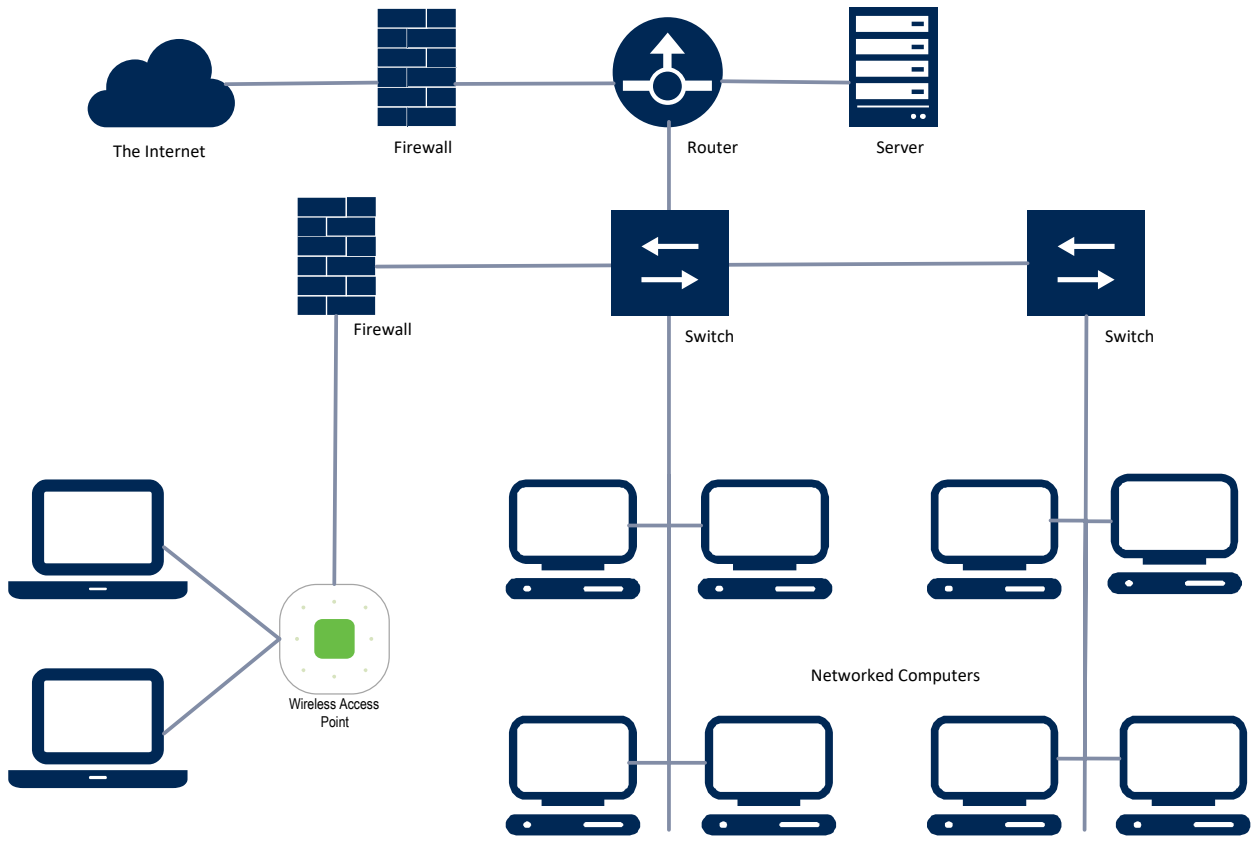 The Internet
Firewall
Router
Server
Firewall
Switch
Switch
Networked Computers
Wireless Access
Point